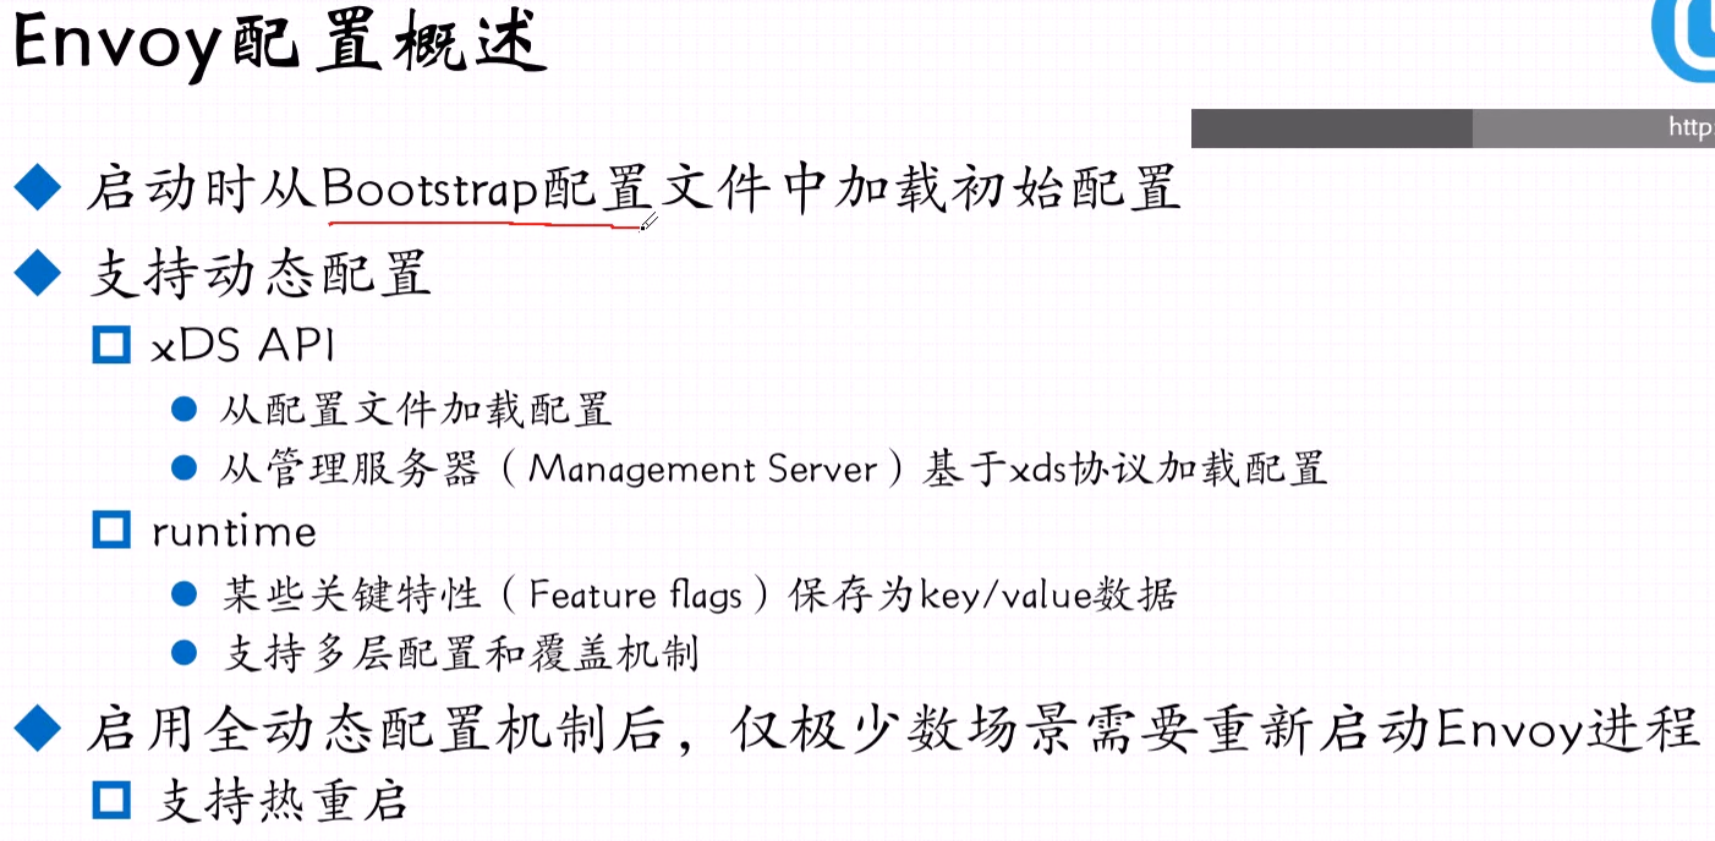 Envoy配置概述
http:
启动时从Bootstrap配置文件中加载初始配置
支持动态配置
xDS API
从配置文件加载配置
从管理服务器（Management Server）基于xds协议加载配置
runtime
某些关键特性（Feature flags）保存为key/value数据
支持多层配置和覆盖机制
启用全动态配置机制后，仅极少数场景需要重新启动Envoy进程
支持热重启